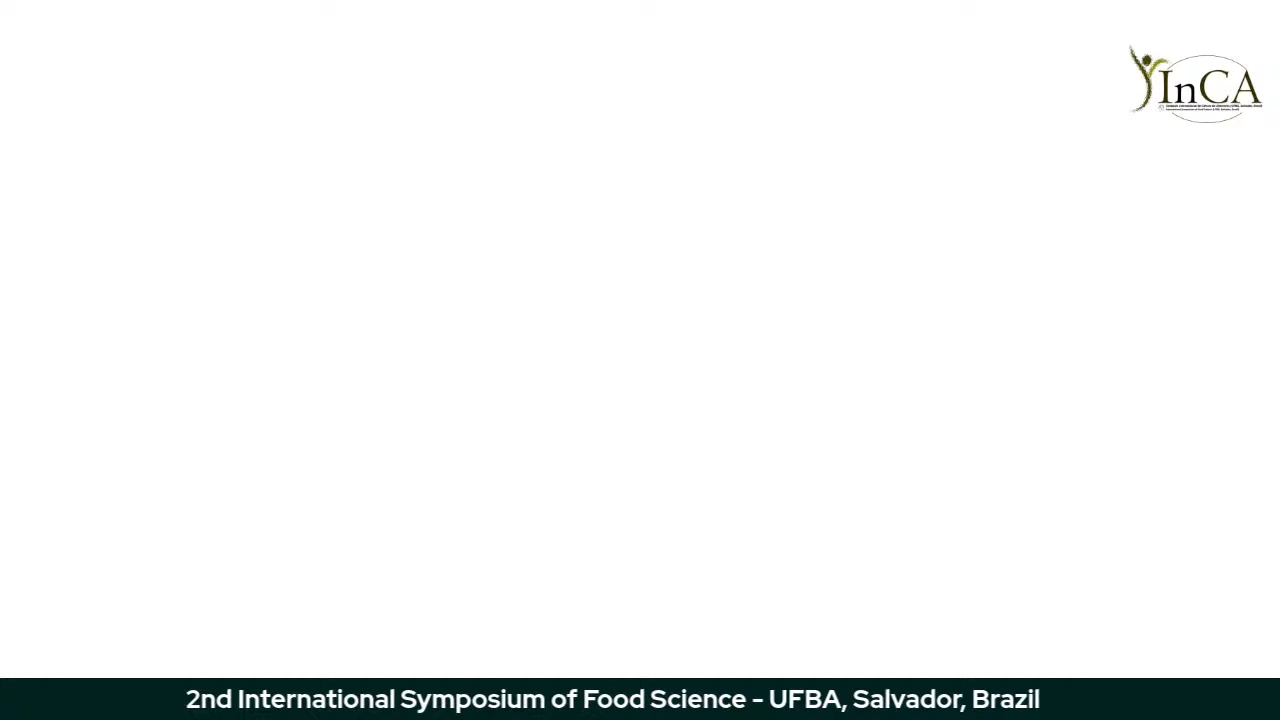 InCA
2nd International Symposium of Food Science - UFBA, Salvador, Brazil